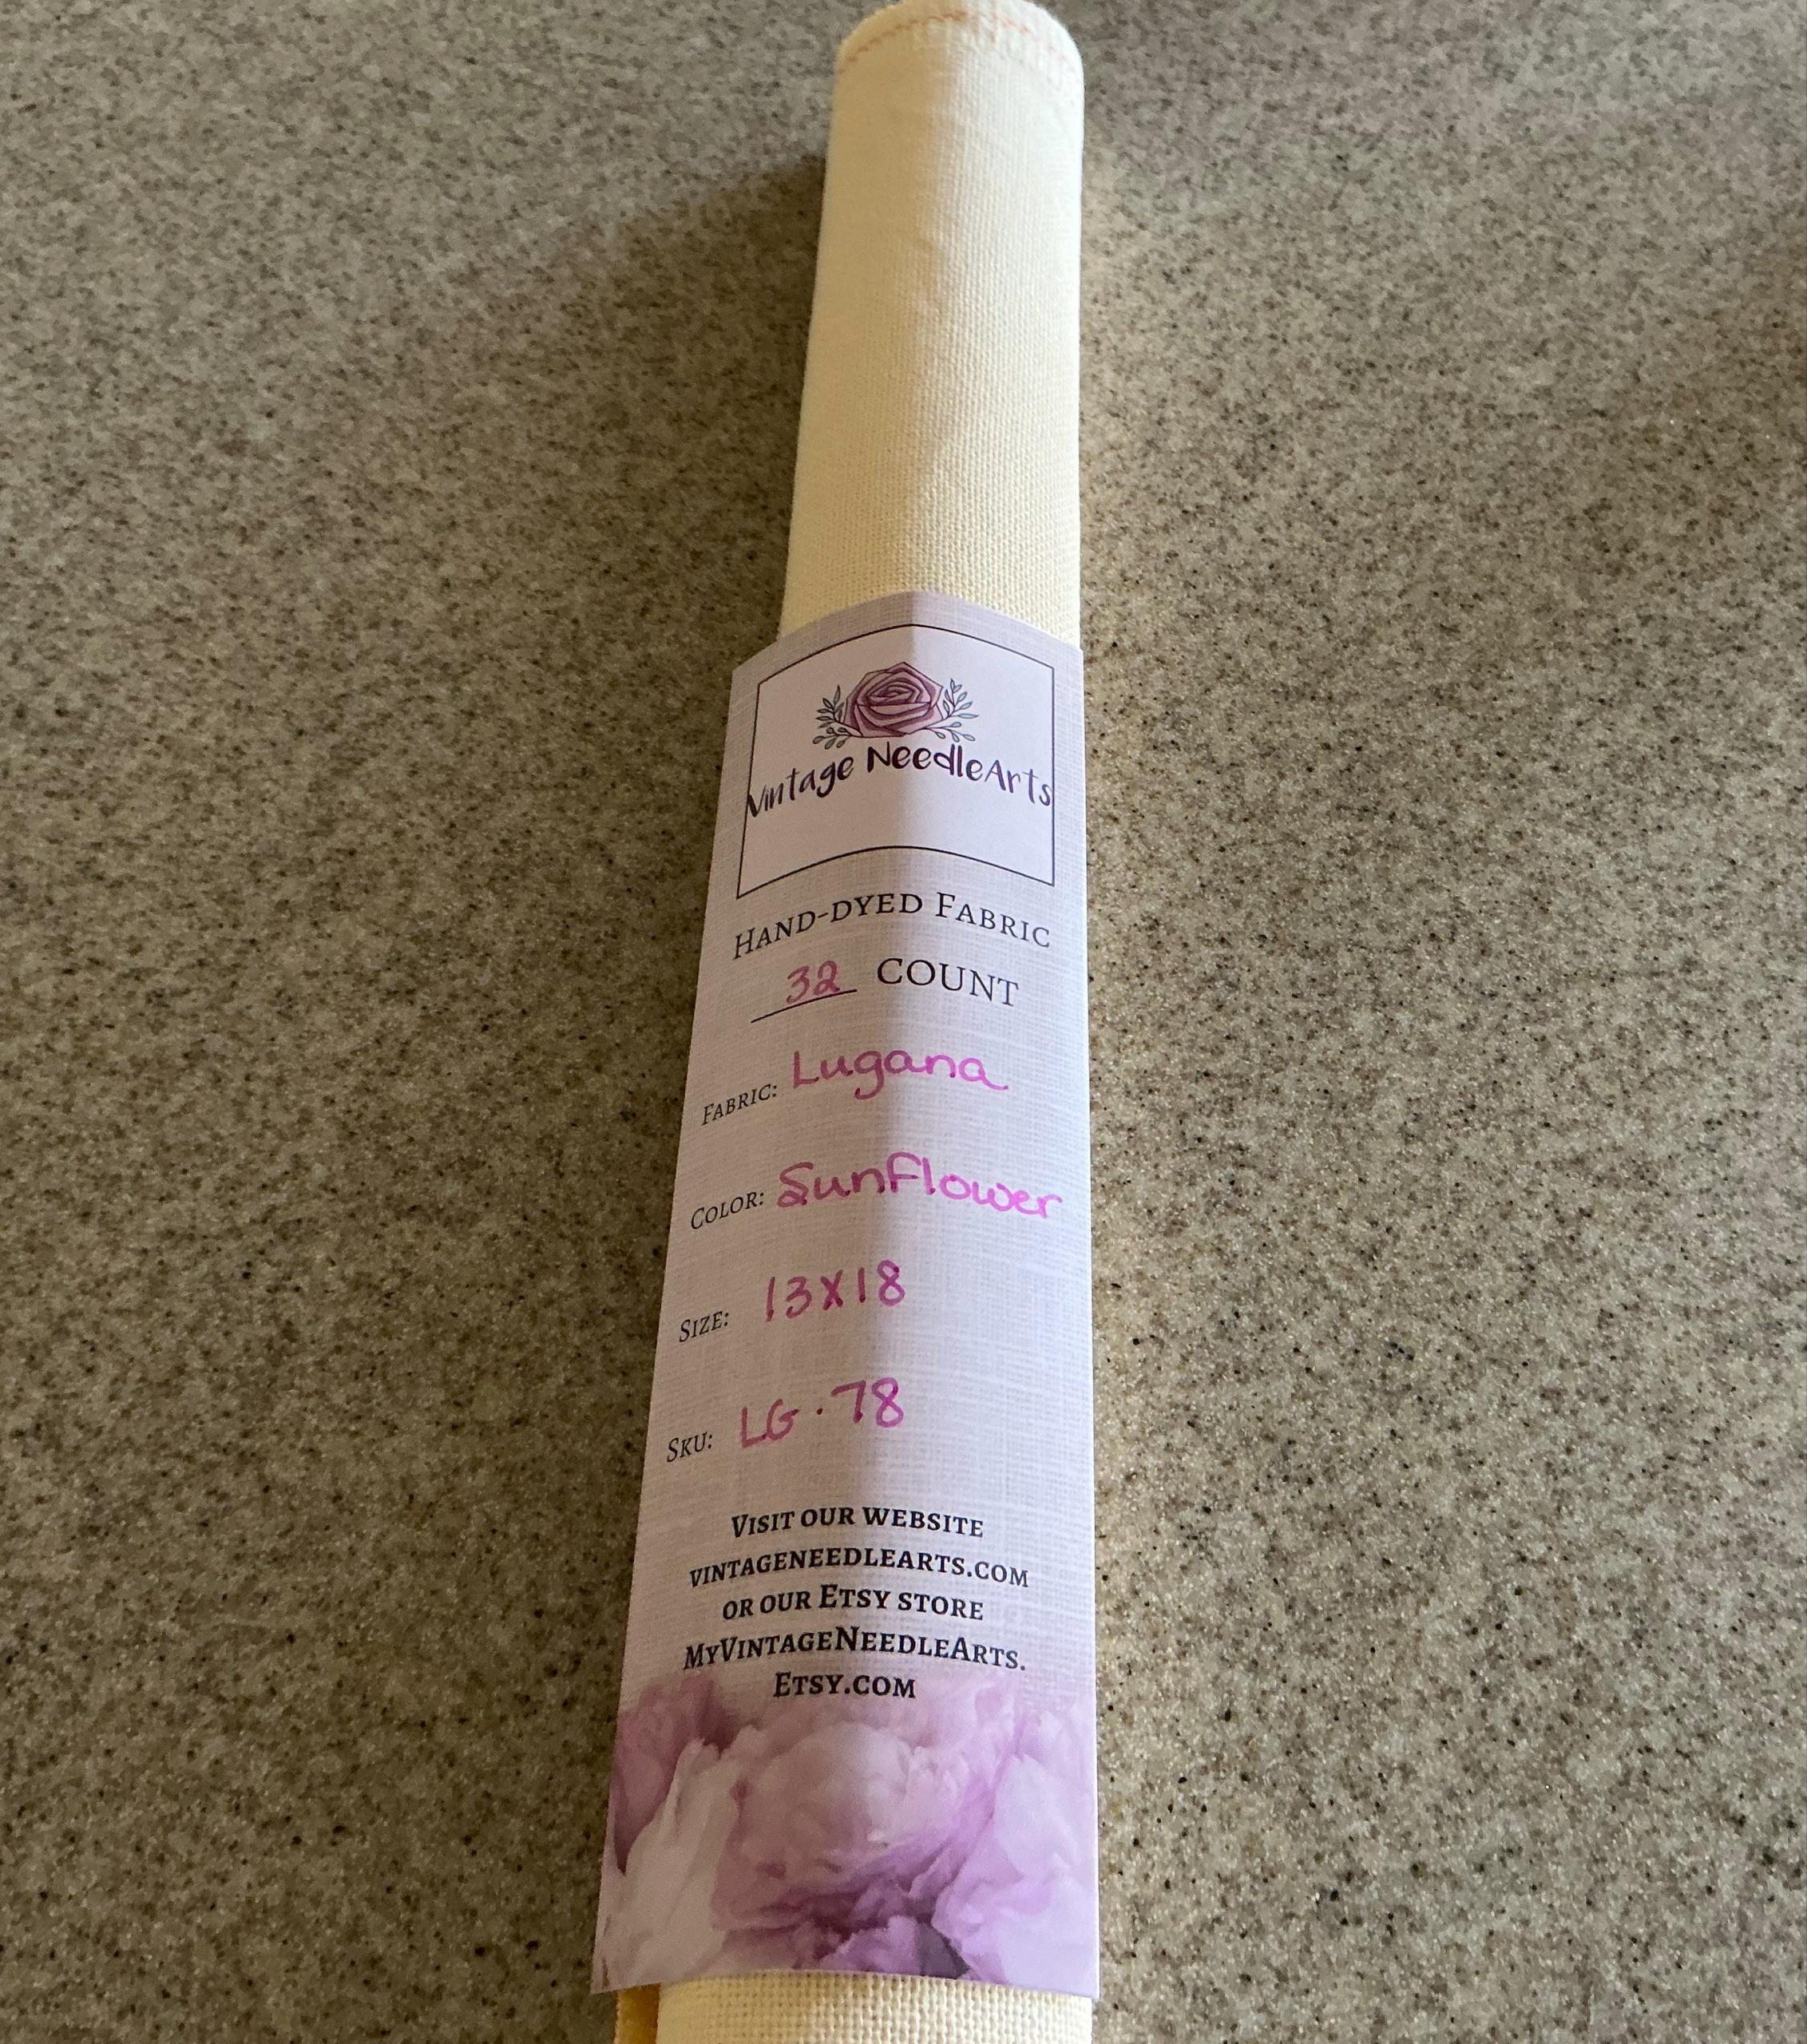 Vintage NeedleArts
Hand-dyed Fabric
32 COUNT
Fabric: Lugana
Color: Sunflower
Size: 13x18
Sku: LG.78
Visit our website
vintageneedlearts.com
or our Etsy store
MyVintageNeedleArts.
Etsy.com